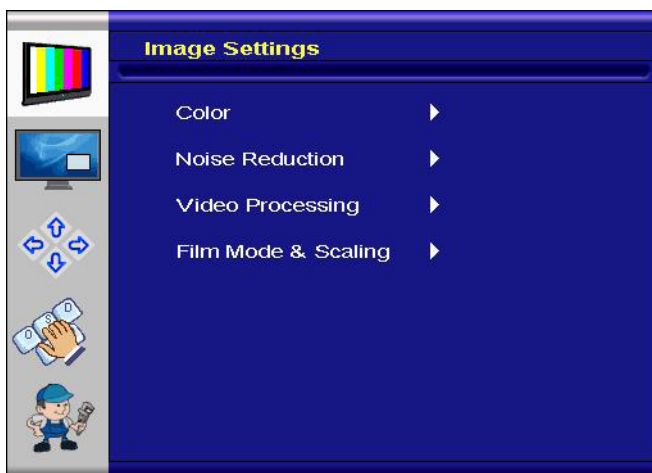 Image Settings
Color
Noise Reduction
Video Processing
Film Mode & Scaling
O S D